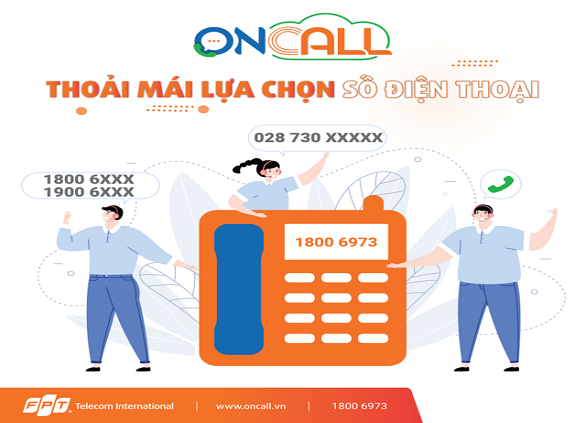 ONCALL
THOẢI MÁI LỰA CHỌN SỐ ĐIỆN THOẠI
028 730 XXXXX
1800 6XXX
1900 6XXX
1800 6973
FPT Telecom International | www.oncall.vn | 1800 6973